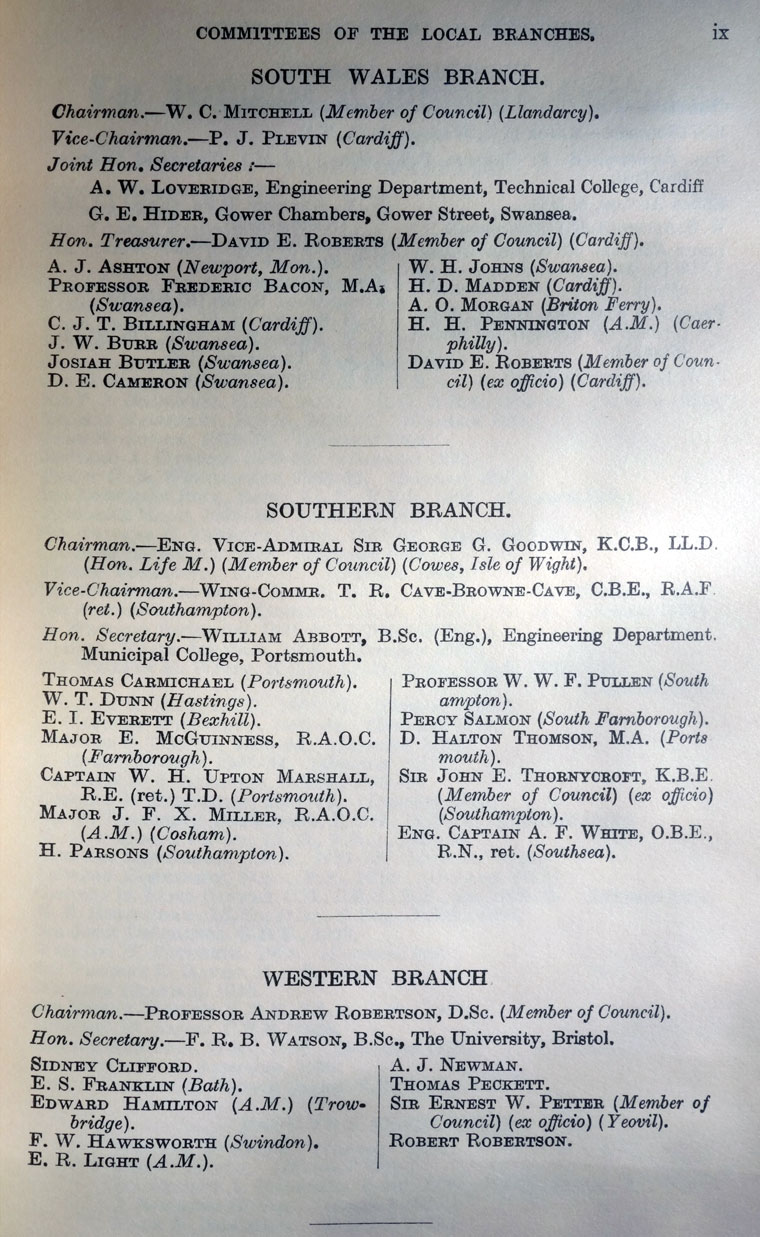 COMMITTEES OF THE LOCAL BRANCHES. ix
SOUTH WALES BRANCH.
Chairman.—W. C. MITCHELL (Member of Council) (Llandarcy).
Vice-Chairman.—P. J. PLEVIN (Cardiff).
Joint Hon. Secretaries :—
A. W. LOVERIDGE, Engineering Department, Technical College, Cardiff
G. E. HIDER, Gower Chambers, Gower Street, Swansea.
Hon. Treasurer.—DAVID E. ROBERTS (Member of Council) (Cardiff).
A. J. ASHTON (Newport, Mon.).
PROFESSOR FREDERIC BACON, M.A.
(Swansea).
C. J. T. BILLINGHAM (Cardiff).
J. W. BURR (Swansea).
JOSIAH BUTLER (Swansea).
D. E. CAMERON (Swansea).
W. H. JOHNS (Swansea).
H. D. MADDEN (Cardiff).
A. O. MORGAN (Briton Ferry).
H. H. PENNINGTON (A.M.) (Caer-
philly).
DAVID E. ROBERTS (Member of Coun-
cil) (ex officio) (Cardiff).
SOUTHERN BRANCH.
Chairman.—ENG. VICE-ADMIRAL SIR GEORGE G. GOODWIN, K.C.B., LL.D.
(Hon. Life M.) (Member of Council) (Cowes, Isle of Wight).
Vice-Chairman.—WING-COMMR. T. R. CAVE-BROWNE-CAVE, C.B.E., R.A.F.
(ret.) (Southampton).
Hon. Secretary.—WILLIAM ABBOTT, B.Sc. (Eng.), Engineering Department.
Municipal College, Portsmouth.
THOMAS CARMICHAEL (Portsmouth).
W. T. DUNN (Hastings).
E. I. EVERETT (Bexhill).
MAJOR E. MCGUINNESS, R.A.O.C.
(Farnborough).
CAPTAIN W. H. UPTON MARSHALL,
R.E. (ret.) T.D. (Portsmouth).
MAJOR J. F. X. MILLER, R.A.O.C.
(A.M.) (Cosham).
H. PARSONS (Southampton).
PROFESSOR W. W. F. PULLEN (South
ampton).
PERCY SALMON (South Farnborough).
D. HALTON THOMSON, M.A. (Ports
mouth).
SIR JOHN E. THORNYCROFT, K.B.E.
(Member of Council) (ex officio)
(Southampton).
ENG. CAPTAIN A. F. WHITE, O.B.E.,
R.N., ret. (Southsea).
WESTERN BRANCH
Chairman.—PROFESSOR ANDREW ROBERTSON, D.Sc. (Member of Council).
Hon. Secretary.—F. R. B. WATSON, B.Sc., The University, Bristol.
SIDNEY CLIFFORD.
E. S. FRANKLIN (Bath).
EDWARD HAMILTON (A.M.) (Trow-
bridge).
F. W. HAWKSWORTH (Swindon).
E. R. LIGHT (A.M.).
A. J. NEWMAN.
THOMAS PECKETT.
SIR ERNEST W. PETTER (Member of
Council) (ex officio) (Yeovil).
ROBERT ROBERTSON.